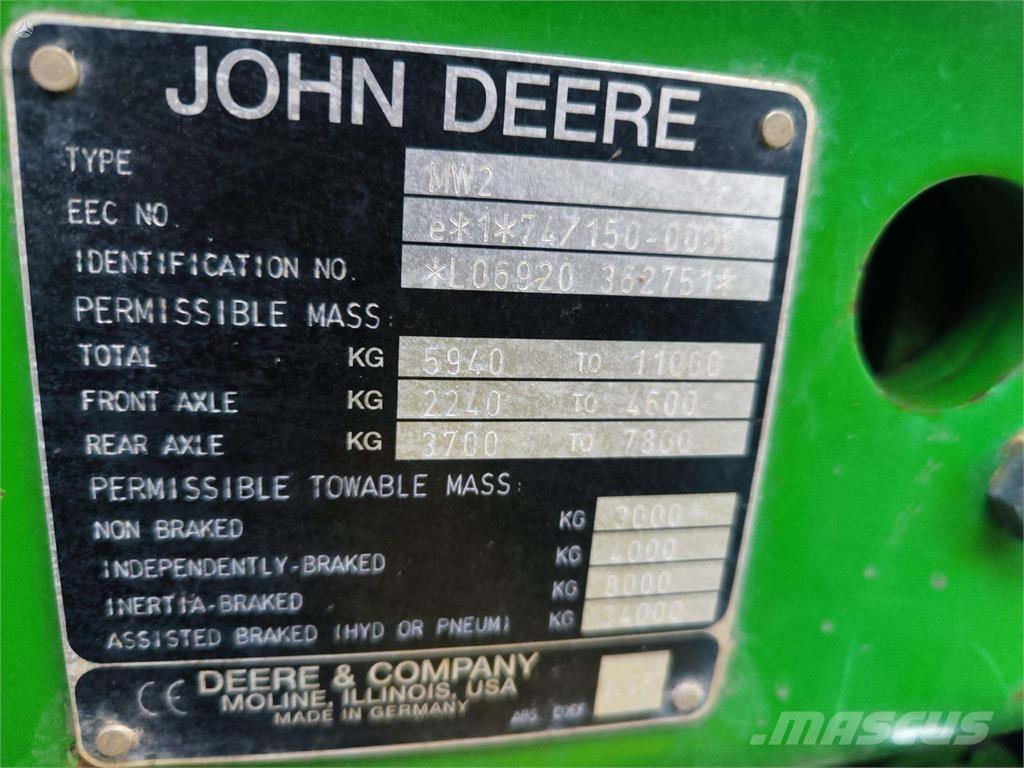 JOHN DEERE
TYPE MW2
EEC NO. e*1*74/150-0006
IDENTIFICATION NO. *L06920 362751*
PERMISSIBLE MASS:
TOTAL KG 5940 TO 11000
FRONT AXLE KG 2240 TO 4600
REAR AXLE KG 3700 TO 7800
PERMISSIBLE TOWABLE MASS:
NON BRAKED KG 3000
INDEPENDENTLY-BRAKED KG 4000
INERTIA-BRAKED KG 8000
ASSISTED BRAKED (HYD OR PNEUM) KG 34000
CE DEERE & COMPANY
MOLINE, ILLINOIS, USA
MADE IN GERMANY
ABS. COEF.
MASCUS